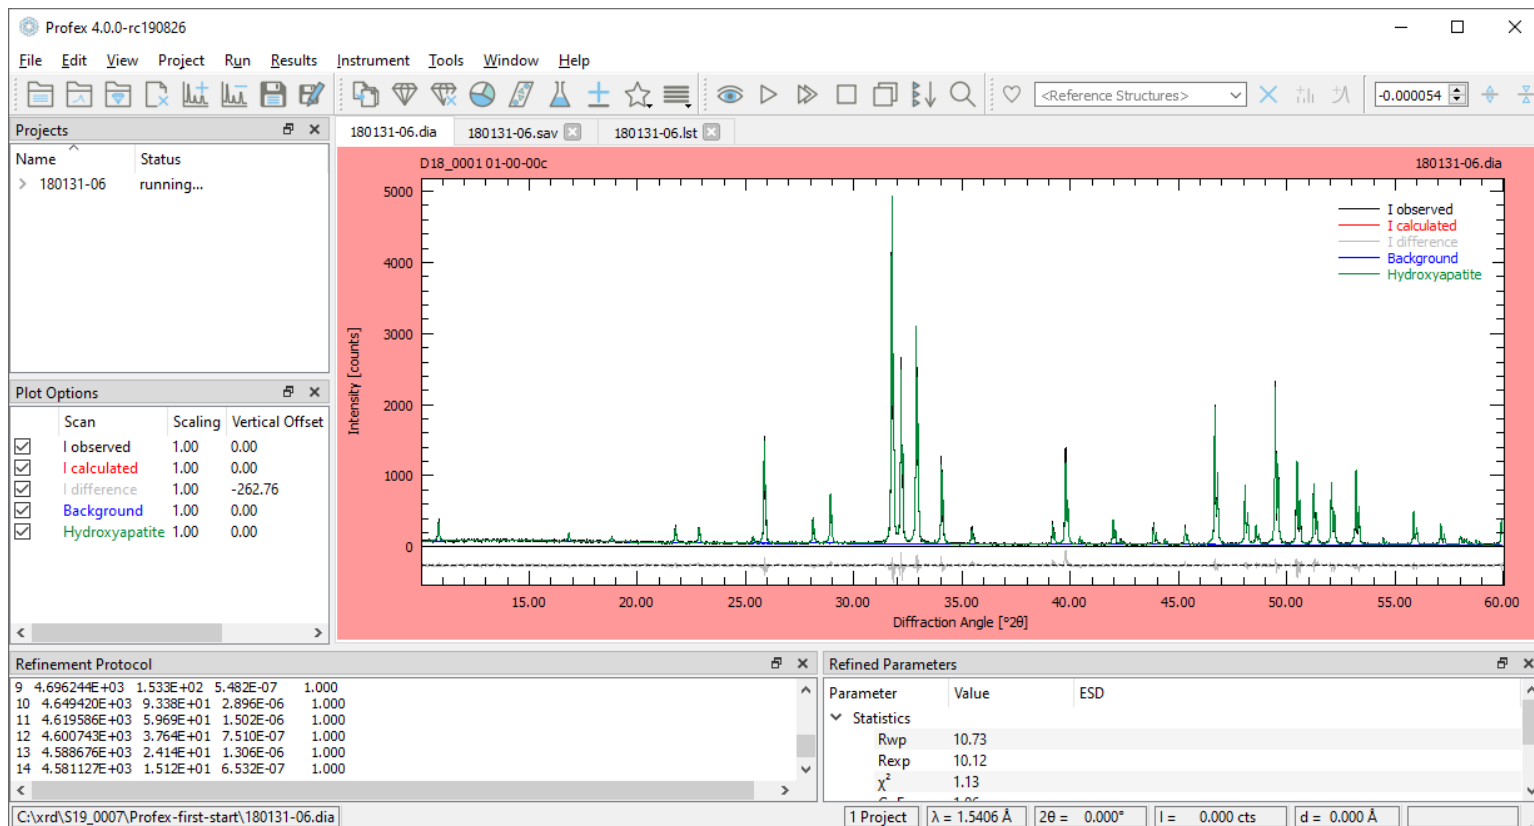 Profex 4.0.0-rc190826
File Edit View Project Run Results Instrument Tools Window Help
<Reference Structures> -0.000054
Projects
Name Status
180131-06 running...
Plot Options
Scan Scaling Vertical Offset
I observed 1.00 0.00
I calculated 1.00 0.00
I difference 1.00 -262.76
Background 1.00 0.00
Hydroxyapatite 1.00 0.00
180131-06.dia 180131-06.sav 180131-06.lst
D18_0001 01-00-00c 180131-06.dia
I observed
I calculated
I difference
Background
Hydroxyapatite
Intensity [counts]
5000
4000
3000
2000
1000
0
15.00 20.00 25.00 30.00 35.00 40.00 45.00 50.00 55.00 60.00
Diffraction Angle [°2θ]
Refinement Protocol
9 4.696244E+03 1.533E+02 5.482E-07 1.000
10 4.649420E+03 9.338E+01 2.896E-06 1.000
11 4.619586E+03 5.969E+01 1.502E-06 1.000
12 4.600743E+03 3.764E+01 7.510E-07 1.000
13 4.588676E+03 2.414E+01 1.306E-06 1.000
14 4.581127E+03 1.512E+01 6.532E-07 1.000
Refined Parameters
Parameter Value ESD
Statistics
Rwp 10.73
Rexp 10.12
χ² 1.13
C:\xrd\S19_0007\Profex-first-start\180131-06.dia 1 Project λ = 1.5406 Å 2θ = 0.000° I = 0.000 cts d = 0.000 Å